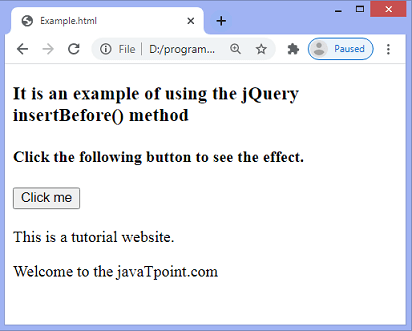 Example.html
File
D:/program...
Paused
It is an example of using the jQuery
insertBefore() method
Click the following button to see the effect.
Click me
This is a tutorial website.
Welcome to the javaTpoint.com